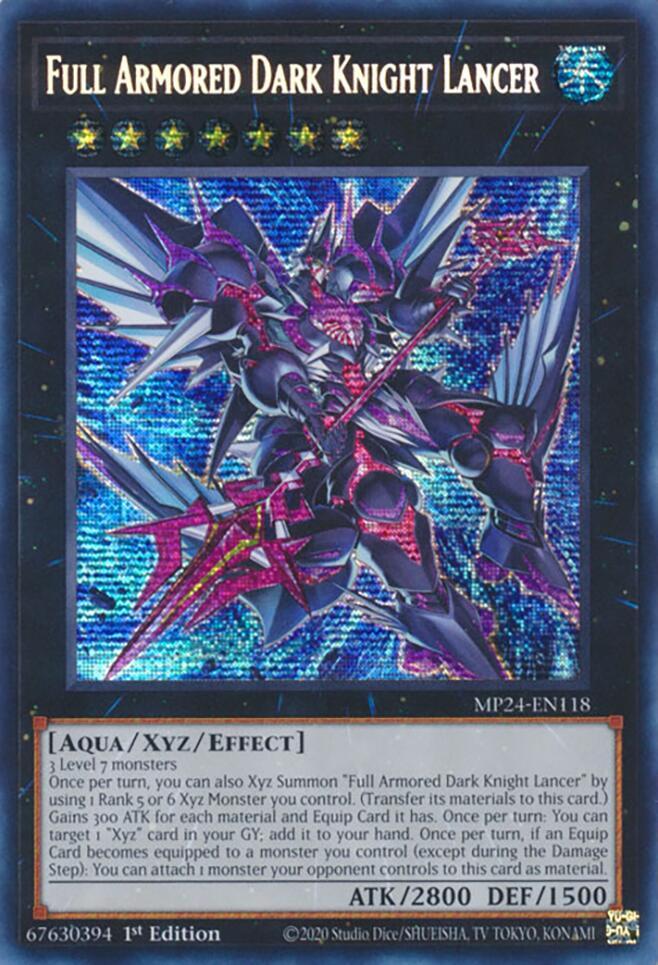 FULL ARMORED DARK KNIGHT LANCER
MP24-EN118
[AQUA/XYZ/EFFECT]
3 Level 7 monsters
Once per turn, you can also Xyz Summon "Full Armored Dark Knight Lancer" by
using 1 Rank 5 or 6 Xyz Monster you control. (Transfer its materials to this card.)
Gains 300 ATK for each material and Equip Card it has. Once per turn: You can
target 1 "Xyz" card in your GY; add it to your hand. Once per turn, if an Equip
Card becomes equipped to a monster you control (except during the Damage
Step): You can attach 1 monster your opponent controls to this card as material.
ATK/2800 DEF/1500
67630394 1st Edition
©2020 Studio Dice/SHUEISHA, TV TOKYO, KONAMI